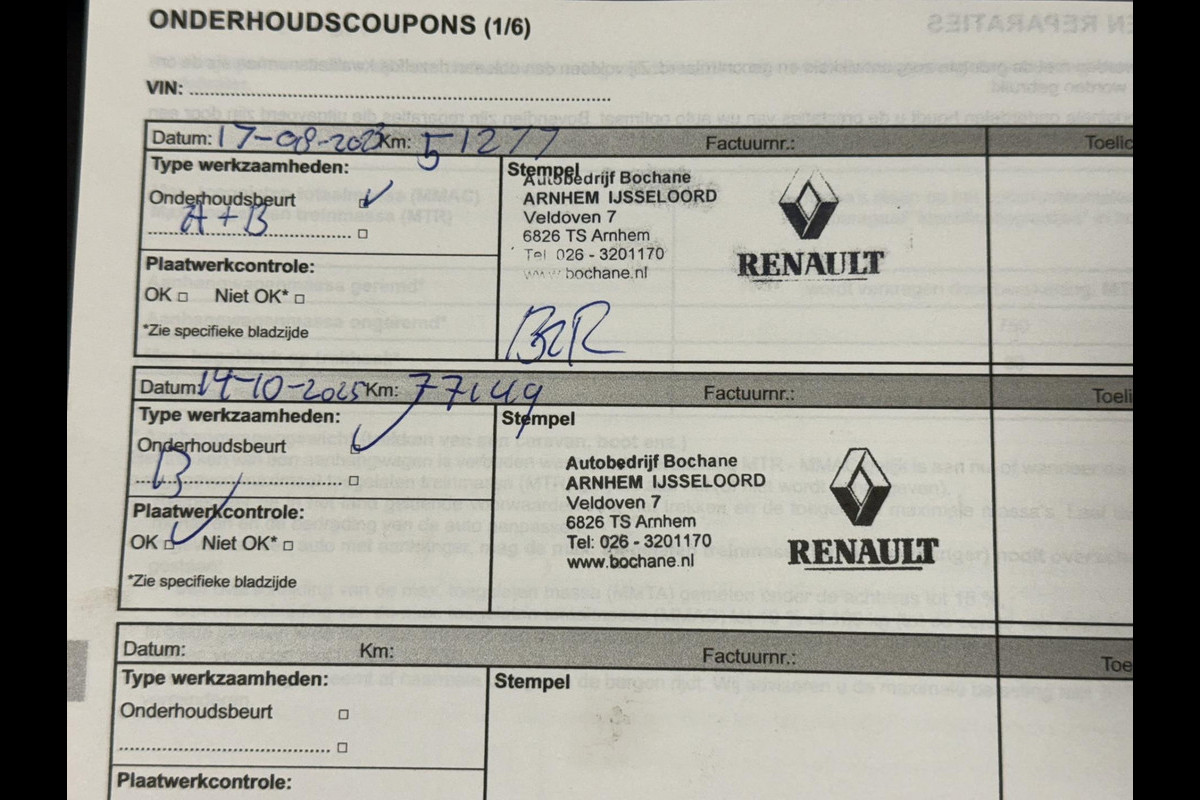 ONDERHOUDSCOUPONS (1/6)
VIN:
Datum: 17-08-2023 Km: 51277 Factuurnr.:
Type werkzaamheden:
Onderhoudsbeurt
A + B
Plaatwerkcontrole:
OK Niet OK*
*Zie specifieke bladzijde
Stempel
Autobedrijf Bochane
ARNHEM IJSSELOORD
Veldoven 7
6826 TS Arnhem
Tel 026 - 3201170
www.bochane.nl
RENAULT
Datum: 14-10-2025 Km: 77149 Factuurnr.:
Type werkzaamheden:
Onderhoudsbeurt
B
Plaatwerkcontrole:
OK Niet OK*
*Zie specifieke bladzijde
Stempel
Autobedrijf Bochane
ARNHEM IJSSELOORD
Veldoven 7
6826 TS Arnhem
Tel: 026 - 3201170
www.bochane.nl
RENAULT
Datum: Km: Factuurnr.:
Type werkzaamheden:
Onderhoudsbeurt
Plaatwerkcontrole:
Stempel